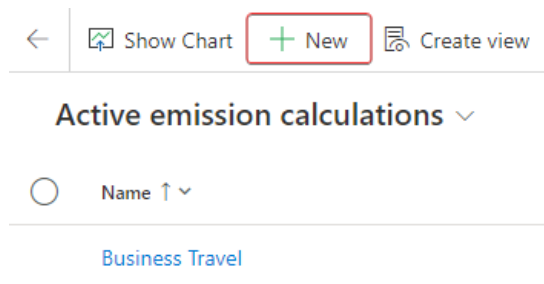 Show Chart New Create view
Active emission calculations
Name
Business Travel